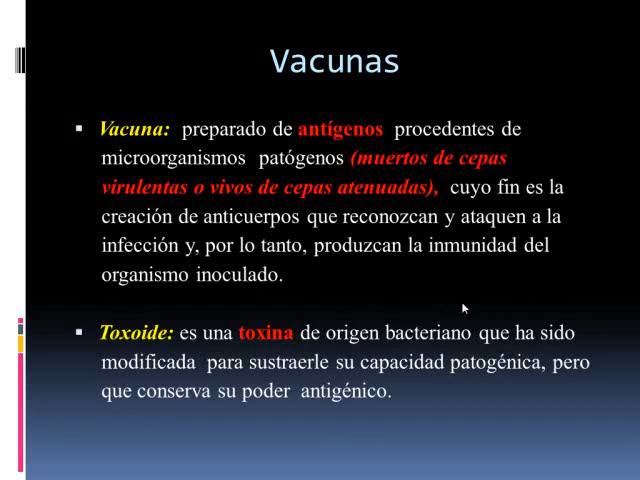 Vacunas
▪ Vacuna: preparado de antígenos procedentes de
microorganismos patógenos (muertos de cepas
virulentas o vivos de cepas atenuadas), cuyo fin es la
creación de anticuerpos que reconozcan y ataquen a la
infección y, por lo tanto, produzcan la inmunidad del
organismo inoculado.
▪ Toxoide: es una toxina de origen bacteriano que ha sido
modificada para sustraerle su capacidad patogénica, pero
que conserva su poder antigénico.